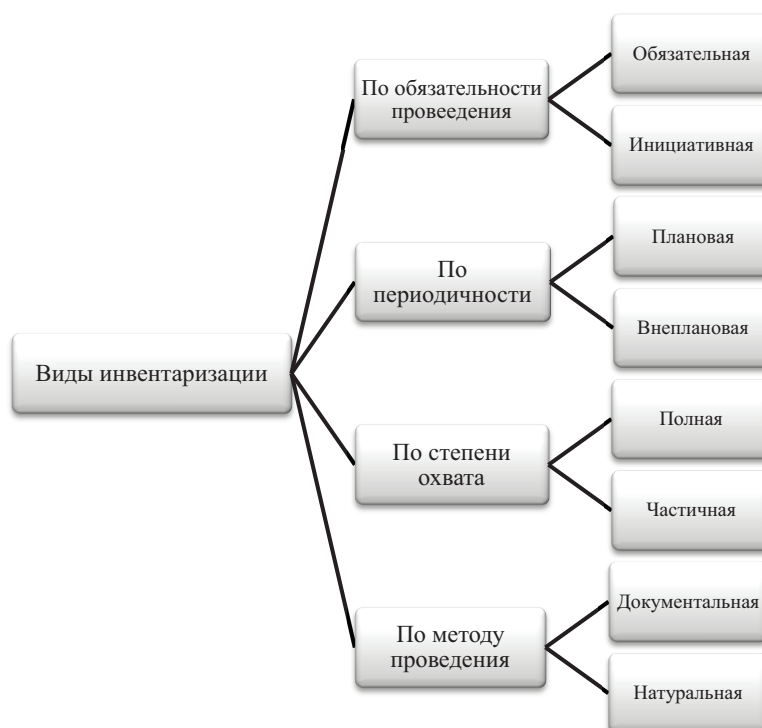 Виды инвентаризации
По обязательности
провеедения
Обязательная
Инициативная
По
периодичности
Плановая
Внеплановая
По степени
охвата
Полная
Частичная
По методу
проведения
Документальная
Натуральная